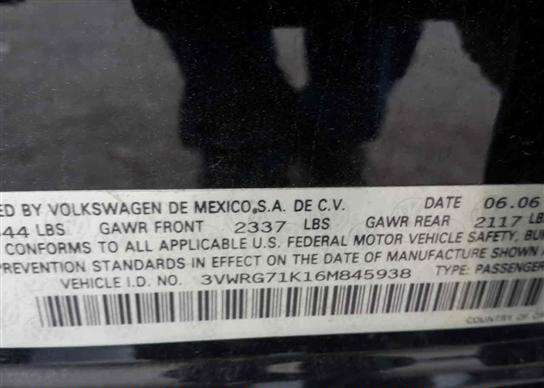 ED BY VOLKSWAGEN DE MEXICO,S.A. DE C.V. DATE 06.06
44 LBS GAWR FRONT 2337 LBS GAWR REAR 2117 LB
CONFORMS TO ALL APPLICABLE U.S. FEDERAL MOTOR VEHICLE SAFETY, BU
PREVENTION STANDARDS IN EFFECT ON THE DATE OF MANUFACTURE SHOWN
VEHICLE I.D. NO. 3VWRG71K16M845938 TYPE: PASSENGER
COUNTRY OF